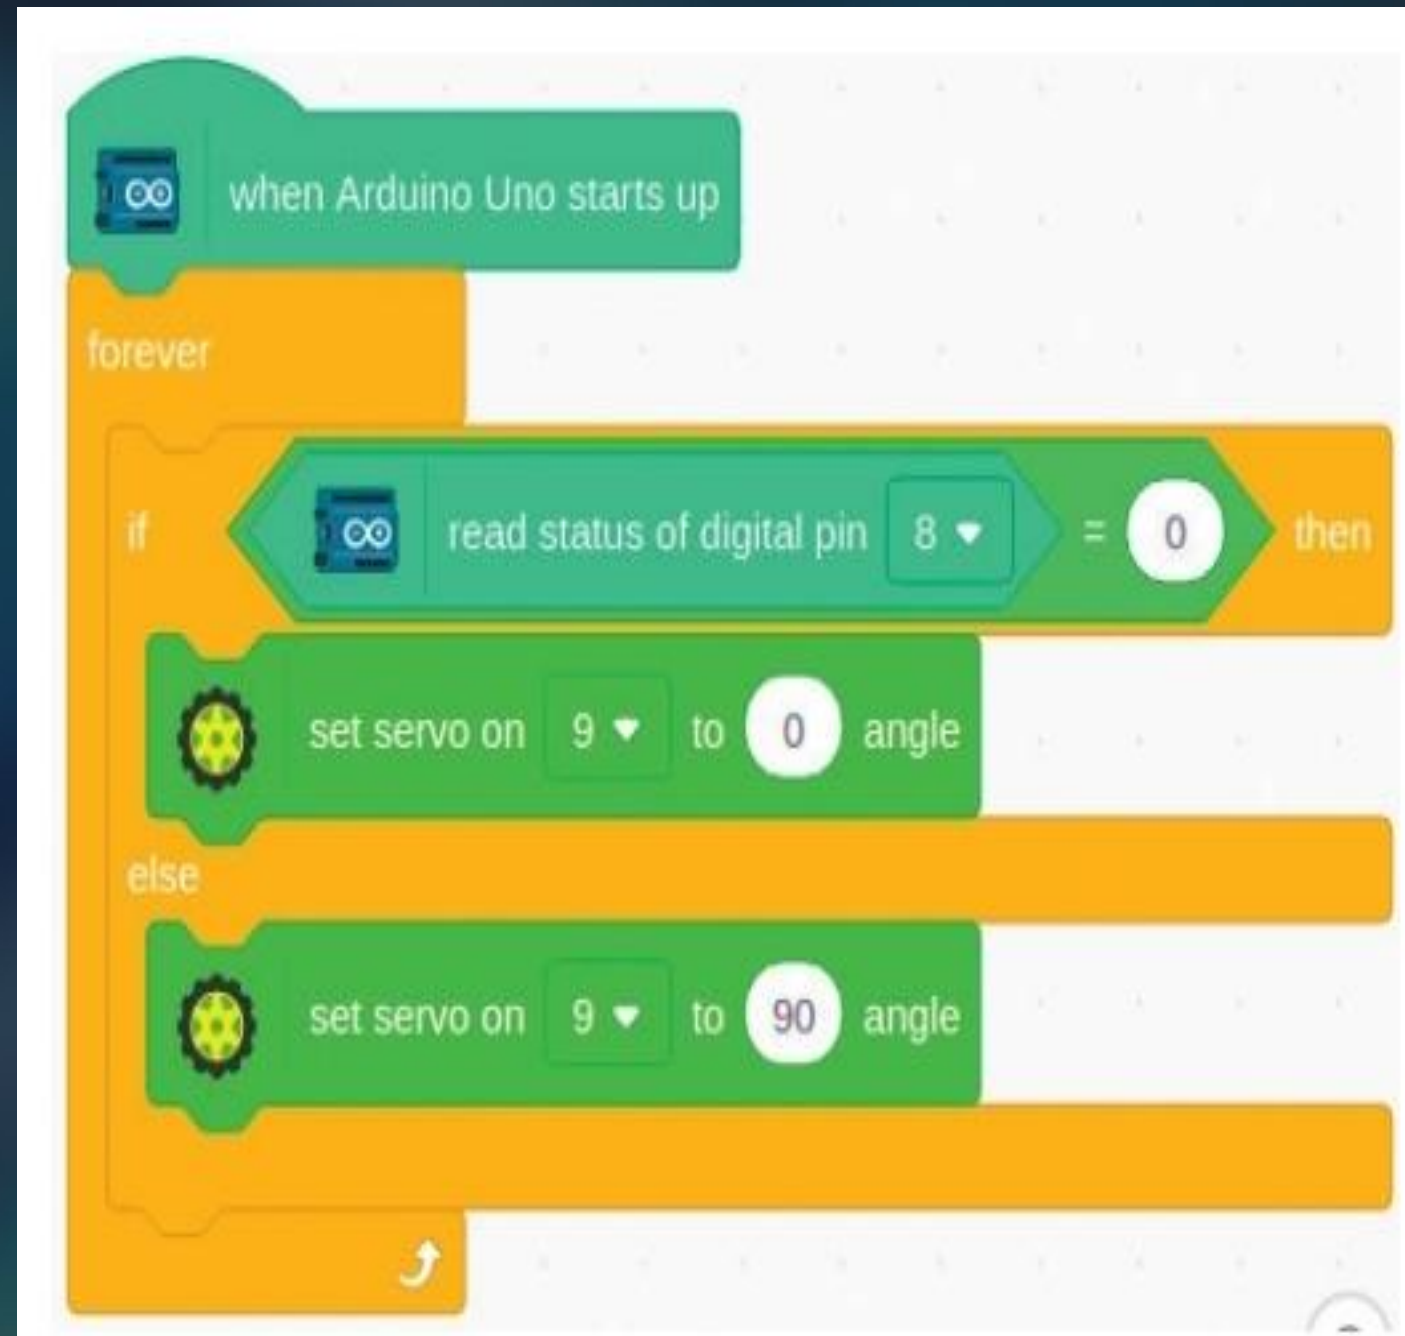 when Arduino Uno starts up
forever
if read status of digital pin 8 = 0 then
set servo on 9 to 0 angle
else
set servo on 9 to 90 angle